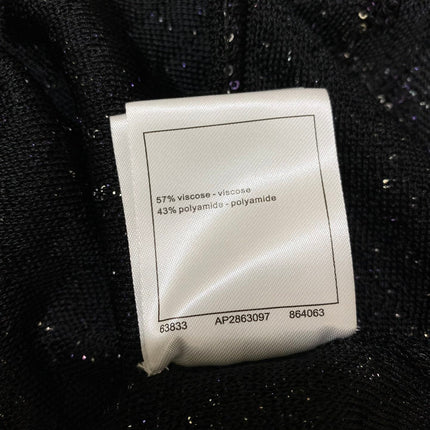 57% viscose - viscose
43% polyamide - polyamide
63833 AP2863097 864063